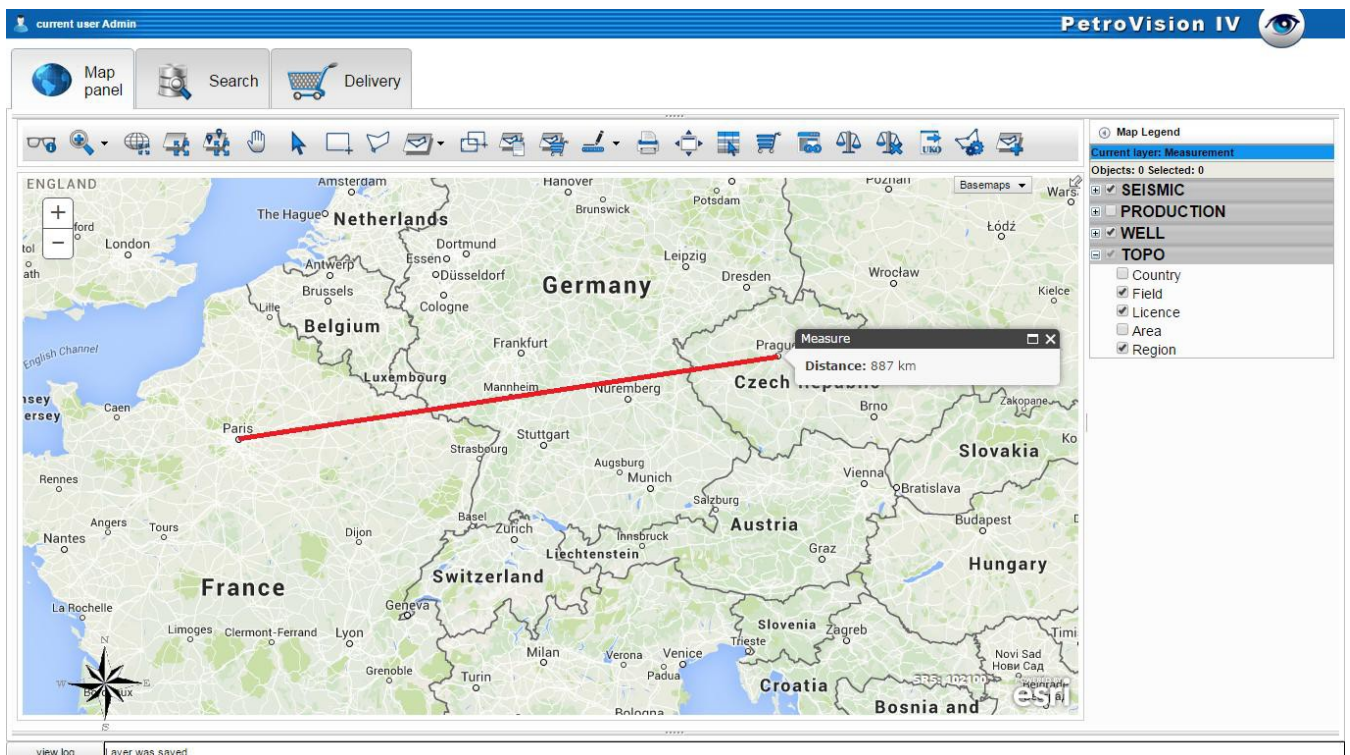 current user Admin
PetroVision IV
Map
panel
Search
Delivery
UKO
Map Legend
Current layer: Measurement
Objects: 0 Selected: 0
SEISMIC
PRODUCTION
WELL
TOPO
Country
Field
Licence
Area
Region
Basemaps
ENGLAND
Amsterdam
Hanover
Potsdam
The Hague
Netherlands
Brunswick
London
Łódź
Dortmund
Essen
Leipzig
Antwerp
Düsseldorf
Germany
Dresden
Wrocław
Brussels
Cologne
Kielce
Lille
Belgium
English Channel
Frankfurt
Prague
Measure
Distance: 887 km
Luxembourg
Mannheim
Nuremberg
Czech
Caen
Brno
Zakopane
Paris
Stuttgart
Strasbourg
Slovakia
Augsburg
Munich
Vienna
Rennes
Bratislava
Salzburg
Angers
Tours
Basel
Zürich
Austria
Budapest
Nantes
Dijon
Innsbruck
Liechtenstein
Graz
Hungary
France
Switzerland
La Rochelle
Geneva
Limoges
Clermont-Ferrand
Lyon
Slovenia
Zagreb
N
Trieste
Milan
Verona
Venice
Novi Sad
Нови Сад
Grenoble
Turin
Padua
W
E
Croatia
SRS: 102100
esri
Bosnia and
Bologna
S
view log
Layer was saved